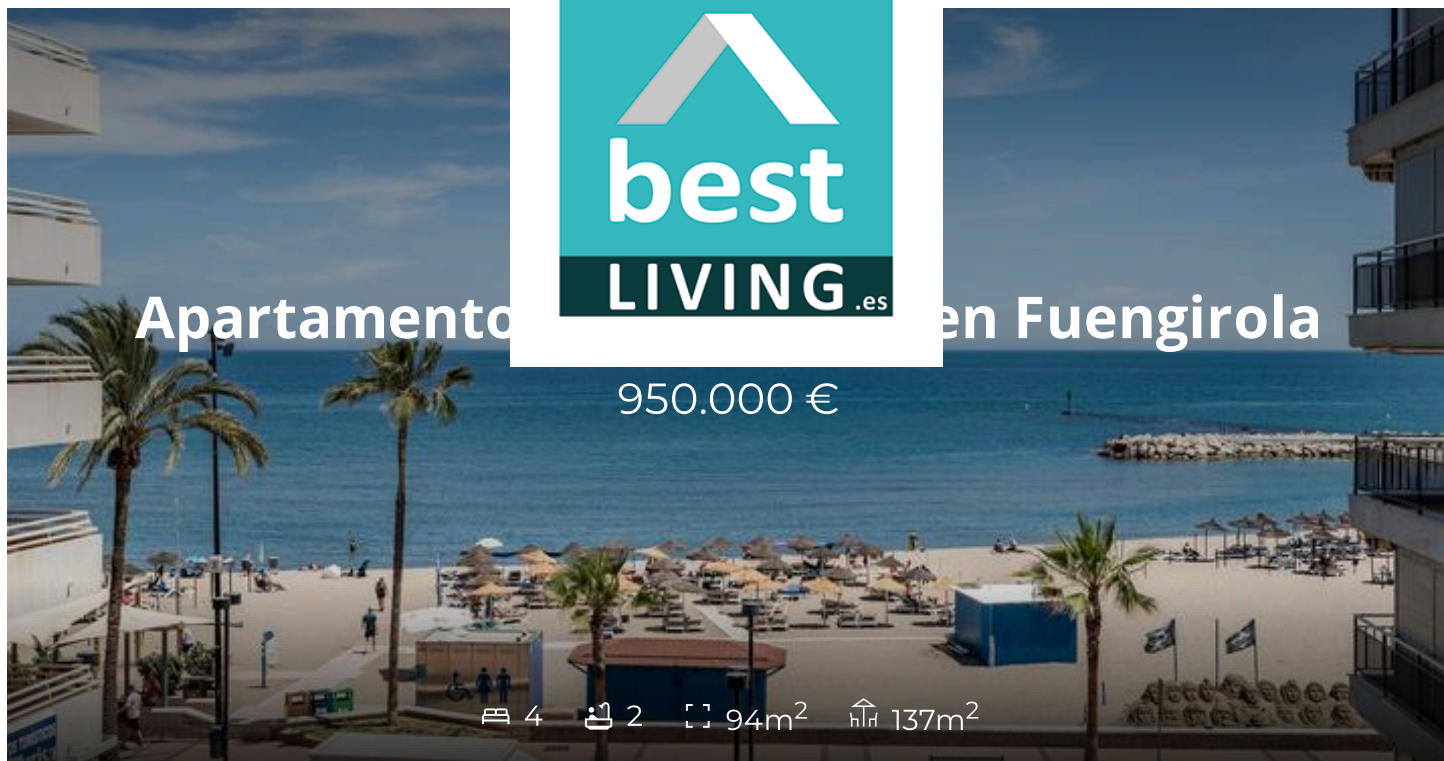 best
LIVING.es
Apartamento en Fuengirola
950.000 €
4 2 94m² 137m²